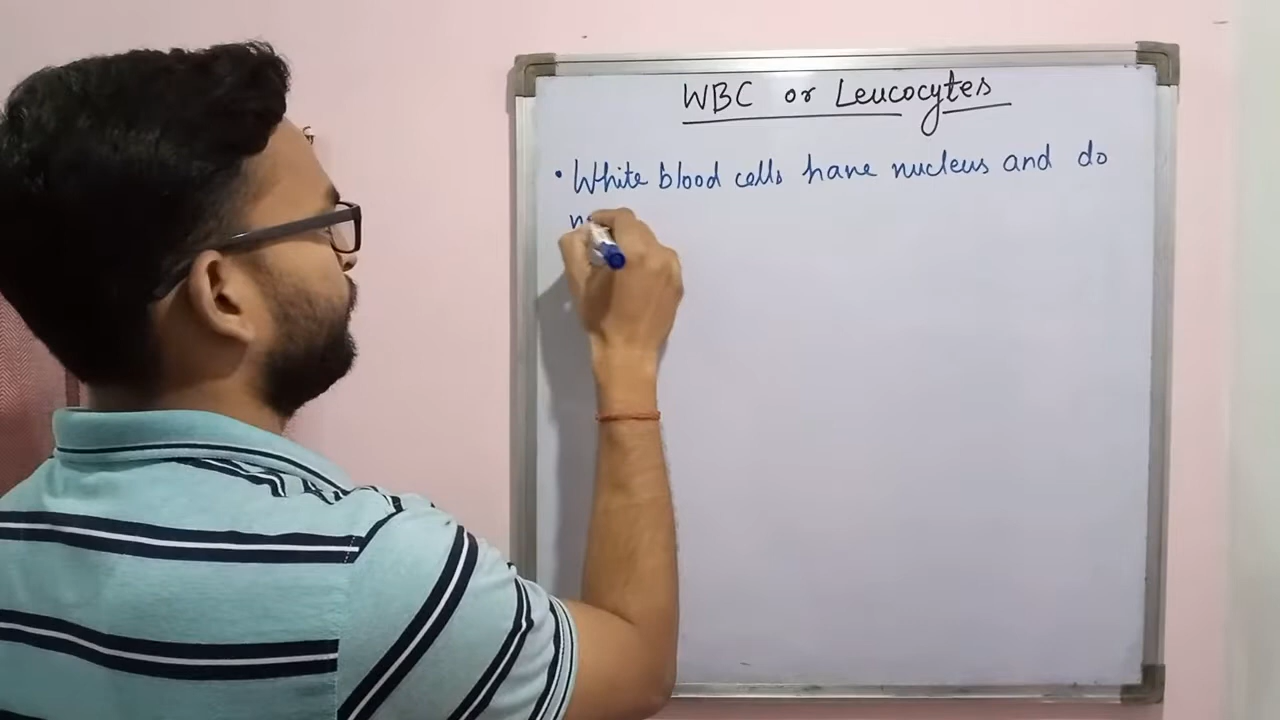 WBC or Leucocytes
• White blood cells have nucleus and do